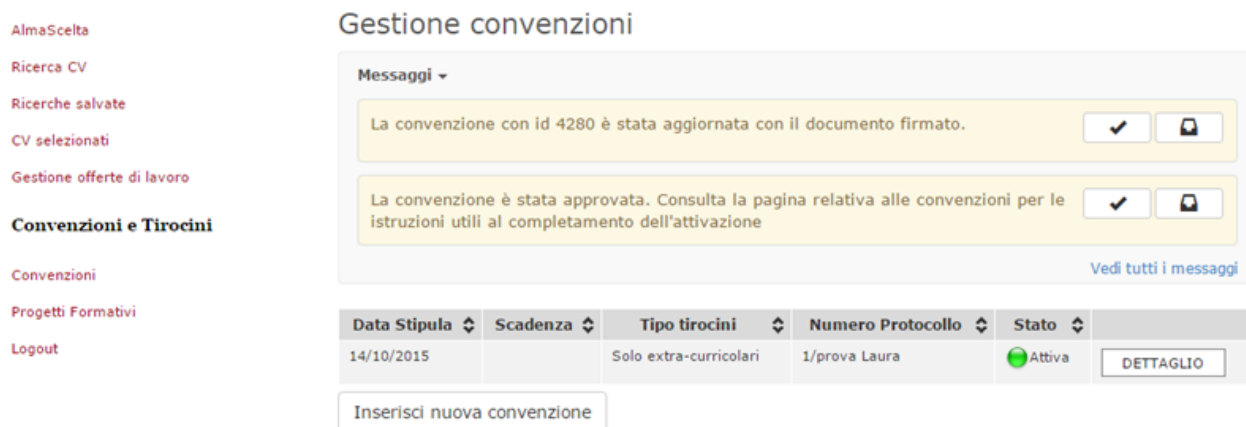 AlmaScelta
Ricerca CV
Ricerche salvate
CV selezionati
Gestione offerte di lavoro
Convenzioni e Tirocini
Convenzioni
Progetti Formativi
Logout
Gestione convenzioni
Messaggi
La convenzione con id 4280 è stata aggiornata con il documento firmato.
La convenzione è stata approvata. Consulta la pagina relativa alle convenzioni per le
istruzioni utili al completamento dell'attivazione
Vedi tutti i messaggi
Data Stipula Scadenza Tipo tirocini Numero Protocollo Stato
14/10/2015 Solo extra-curricolari 1/prova Laura Attiva DETTAGLIO
Inserisci nuova convenzione